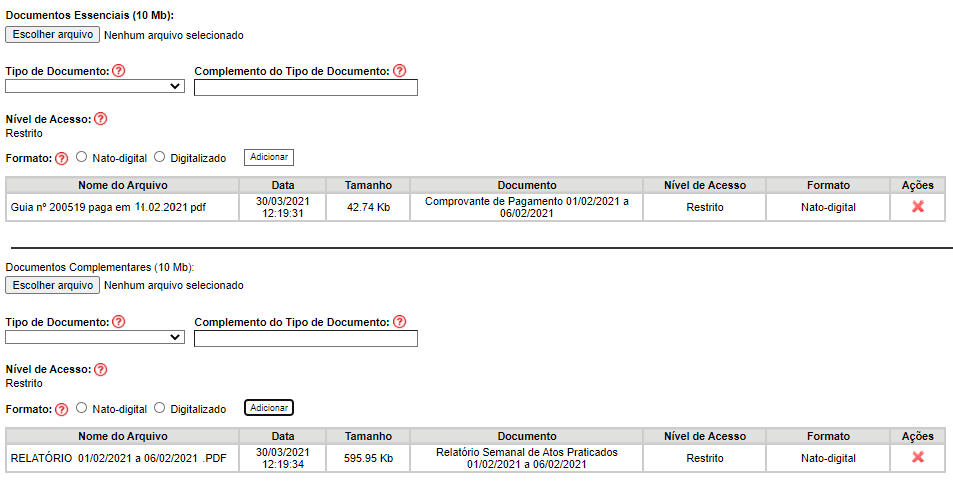 Documentos Essenciais (10 Mb):
Escolher arquivo Nenhum arquivo selecionado
Tipo de Documento: ? Complemento do Tipo de Documento: ?
Nível de Acesso: ?
Restrito
Formato: ? Nato-digital Digitalizado Adicionar
Nome do Arquivo Data Tamanho Documento Nível de Acesso Formato Ações
Guia nº 200519 paga em 11.02.2021 pdf 30/03/2021 12:19:31 42.74 Kb Comprovante de Pagamento 01/02/2021 a 06/02/2021 Restrito Nato-digital
Documentos Complementares (10 Mb):
Escolher arquivo Nenhum arquivo selecionado
Tipo de Documento: ? Complemento do Tipo de Documento: ?
Nível de Acesso: ?
Restrito
Formato: ? Nato-digital Digitalizado Adicionar
Nome do Arquivo Data Tamanho Documento Nível de Acesso Formato Ações
RELATÓRIO 01/02/2021 a 06/02/2021 .PDF 30/03/2021 12:19:34 595.95 Kb Relatório Semanal de Atos Praticados 01/02/2021 a 06/02/2021 Restrito Nato-digital